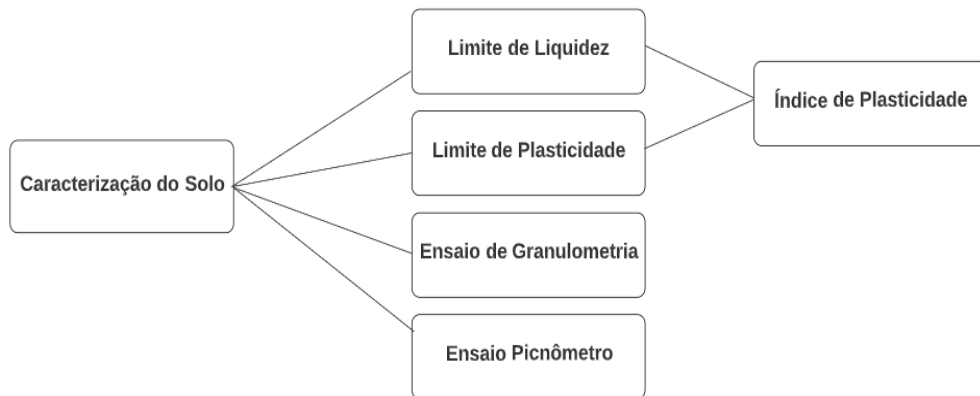 Caracterização do Solo
Limite de Liquidez
Limite de Plasticidade
Ensaio de Granulometria
Ensaio Picnômetro
Índice de Plasticidade